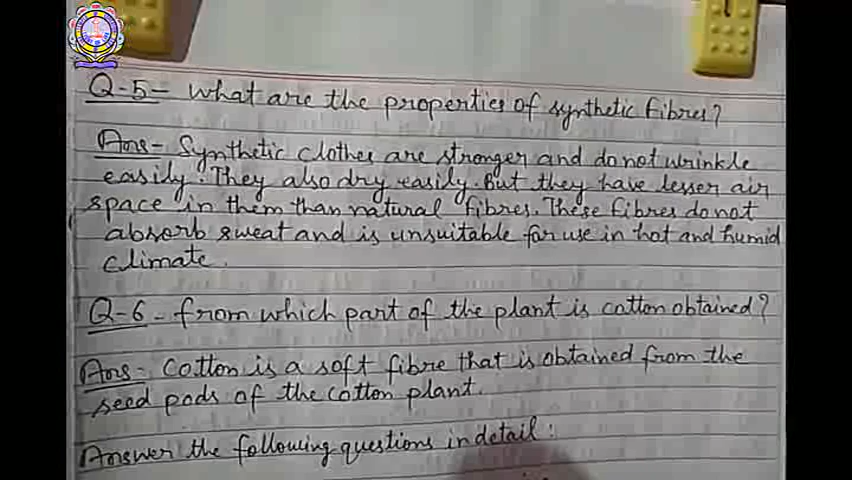 Q-5- What are the properties of synthetic fibres?
Ans- Synthetic clothes are stronger and do not wrinkle
easily. They also dry easily. But they have lesser air
space in them than natural fibres. These fibres do not
absorb sweat and is unsuitable for use in hot and humid
climate.
Q-6- From which part of the plant is cotton obtained?
Ans- Cotton is a soft fibre that is obtained from the
seed pods of the cotton plant.
Answer the following questions in detail: